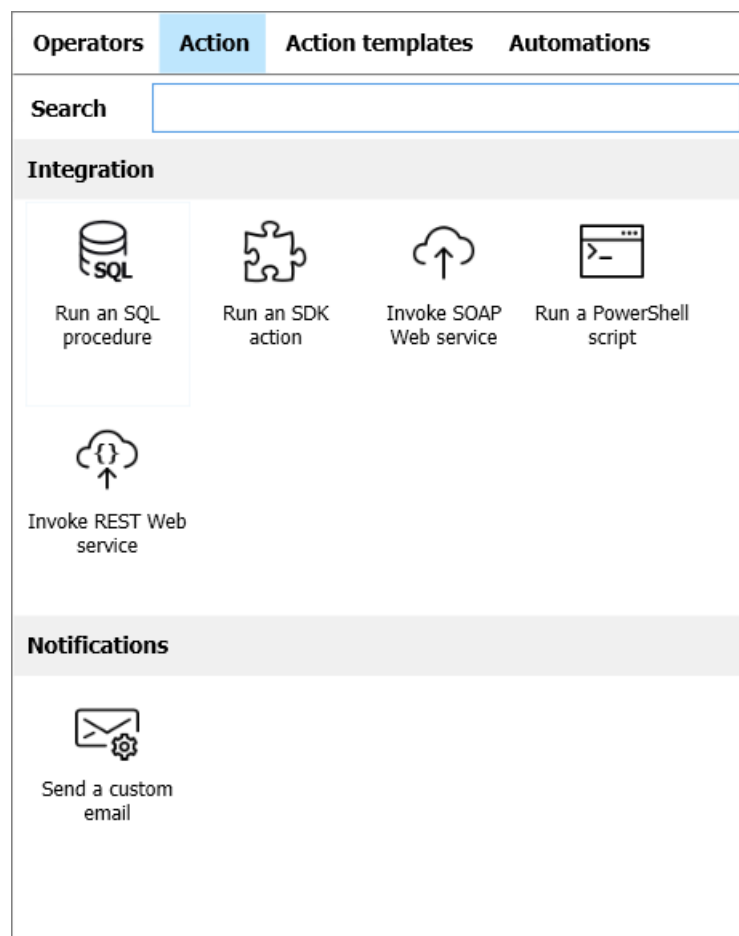 Operators Action Action templates Automations
Search
Integration
SQL
Run an SQL Run an SDK Invoke SOAP Run a PowerShell
procedure action Web service script
{}
Invoke REST Web
service
Notifications
Send a custom
email